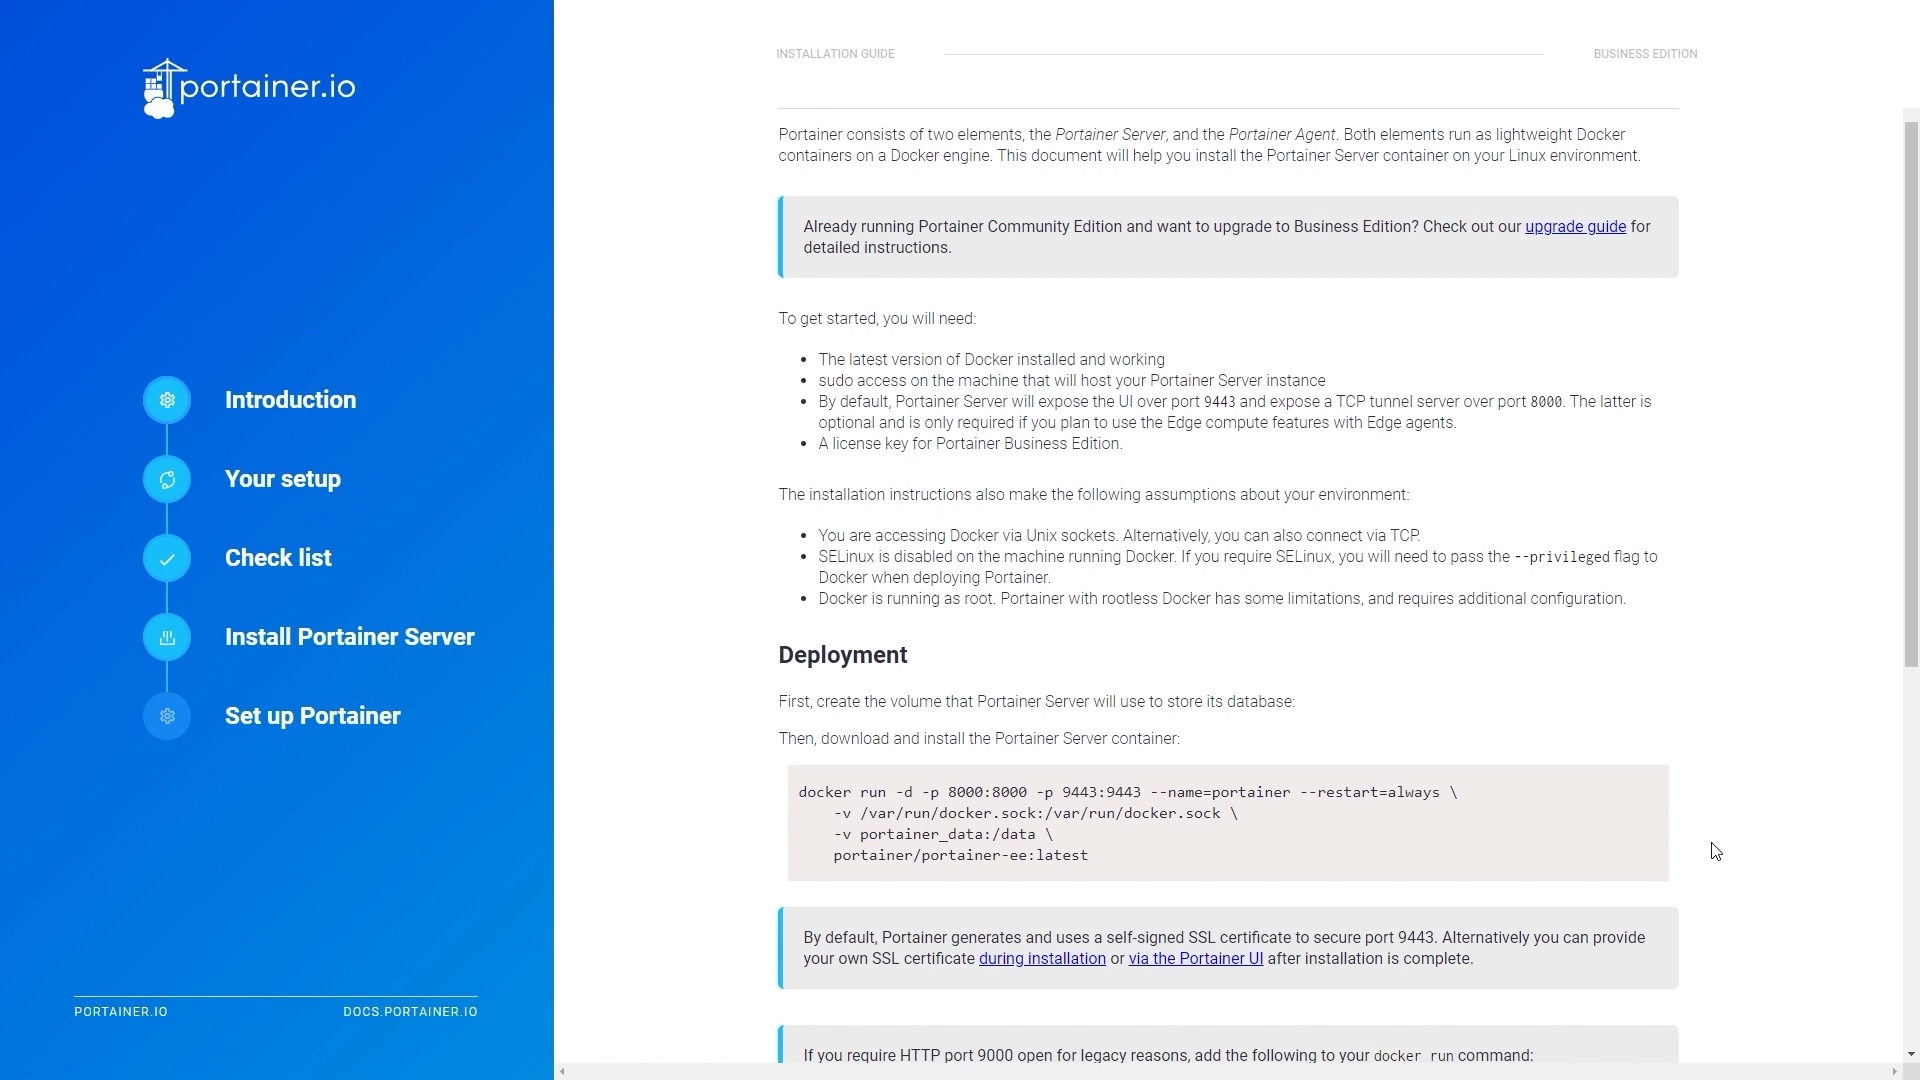 portainer.io
Introduction
Your setup
Check list
Install Portainer Server
Set up Portainer
PORTAINER.IO
DOCS.PORTAINER.IO
INSTALLATION GUIDE
BUSINESS EDITION
Portainer consists of two elements, the Portainer Server, and the Portainer Agent. Both elements run as lightweight Docker
containers on a Docker engine. This document will help you install the Portainer Server container on your Linux environment.
Already running Portainer Community Edition and want to upgrade to Business Edition? Check out our upgrade guide for
detailed instructions.
To get started, you will need:
• The latest version of Docker installed and working
• sudo access on the machine that will host your Portainer Server instance
• By default, Portainer Server will expose the UI over port 9443 and expose a TCP tunnel server over port 8000. The latter is
optional and is only required if you plan to use the Edge compute features with Edge agents.
• A license key for Portainer Business Edition.
The installation instructions also make the following assumptions about your environment:
• You are accessing Docker via Unix sockets. Alternatively, you can also connect via TCP.
• SELinux is disabled on the machine running Docker. If you require SELinux, you will need to pass the --privileged flag to
Docker when deploying Portainer.
• Docker is running as root. Portainer with rootless Docker has some limitations, and requires additional configuration.
Deployment
First, create the volume that Portainer Server will use to store its database:
Then, download and install the Portainer Server container:
docker run -d -p 8000:8000 -p 9443:9443 --name=portainer --restart=always \
-v /var/run/docker.sock:/var/run/docker.sock \
-v portainer_data:/data \
portainer/portainer-ee:latest
By default, Portainer generates and uses a self-signed SSL certificate to secure port 9443. Alternatively you can provide
your own SSL certificate during installation or via the Portainer UI after installation is complete.
If you require HTTP port 9000 open for legacy reasons, add the following to your docker run command: